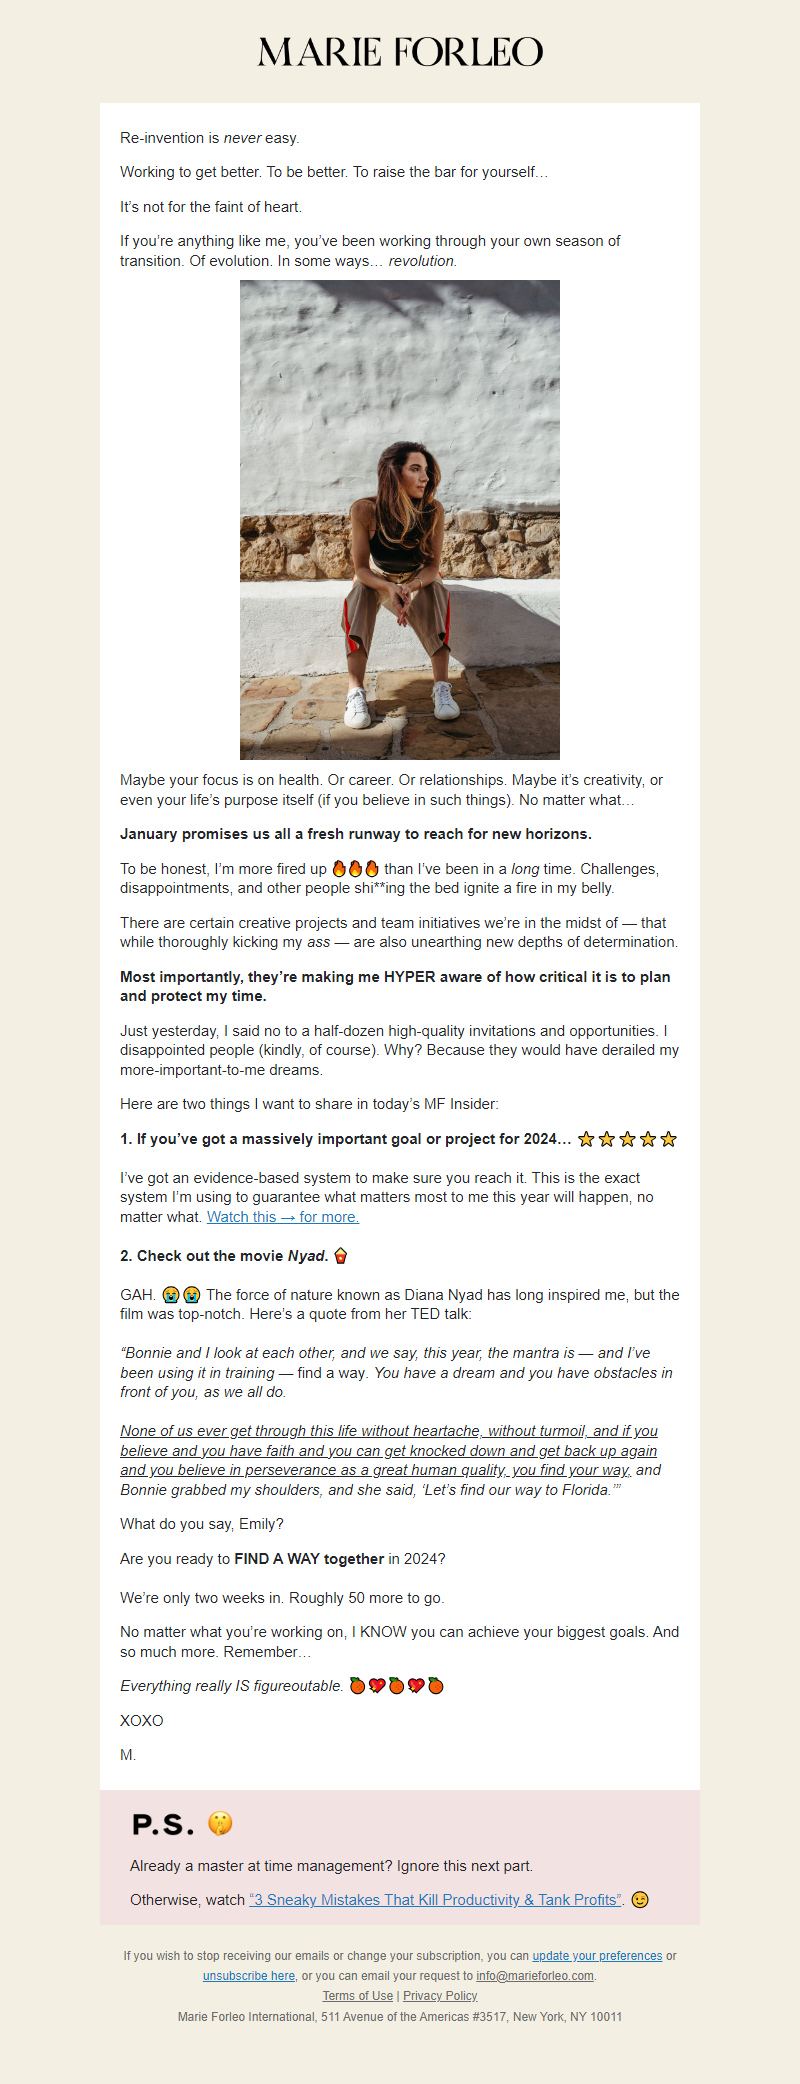 MARIE FORLEO
Re-invention is never easy.
Working to get better. To be better. To raise the bar for yourself…
It’s not for the faint of heart.
If you’re anything like me, you’ve been working through your own season of
transition. Of evolution. In some ways… revolution.
Maybe your focus is on health. Or career. Or relationships. Maybe it’s creativity, or
even your life’s purpose itself (if you believe in such things). No matter what…
January promises us all a fresh runway to reach for new horizons.
To be honest, I’m more fired up 🔥🔥🔥 than I’ve been in a long time. Challenges,
disappointments, and other people shi**ing the bed ignite a fire in my belly.
There are certain creative projects and team initiatives we’re in the midst of — that
while thoroughly kicking my ass — are also unearthing new depths of determination.
Most importantly, they’re making me HYPER aware of how critical it is to plan
and protect my time.
Just yesterday, I said no to a half-dozen high-quality invitations and opportunities. I
disappointed people (kindly, of course). Why? Because they would have derailed my
more-important-to-me dreams.
Here are two things I want to share in today’s MF Insider:
1. If you’ve got a massively important goal or project for 2024… ⭐⭐⭐⭐⭐
I’ve got an evidence-based system to make sure you reach it. This is the exact
system I’m using to guarantee what matters most to me this year will happen, no
matter what. Watch this → for more.
2. Check out the movie Nyad. 🍿
GAH. 😭😭 The force of nature known as Diana Nyad has long inspired me, but the
film was top-notch. Here’s a quote from her TED talk:
“Bonnie and I look at each other, and we say, this year, the mantra is — and I’ve
been using it in training — find a way. You have a dream and you have obstacles in
front of you, as we all do.
None of us ever get through this life without heartache, without turmoil, and if you
believe and you have faith and you can get knocked down and get back up again
and you believe in perseverance as a great human quality, you find your way, and
Bonnie grabbed my shoulders, and she said, ‘Let’s find our way to Florida.’”
What do you say, Emily?
Are you ready to FIND A WAY together in 2024?
We’re only two weeks in. Roughly 50 more to go.
No matter what you’re working on, I KNOW you can achieve your biggest goals. And
so much more. Remember…
Everything really IS figureoutable. 🍊💖🍊💖🍊
XOXO
M.
P.S. 🤫
Already a master at time management? Ignore this next part.
Otherwise, watch “3 Sneaky Mistakes That Kill Productivity & Tank Profits”. 😉
If you wish to stop receiving our emails or change your subscription, you can update your preferences or
unsubscribe here, or you can email your request to info@marieforleo.com.
Terms of Use | Privacy Policy
Marie Forleo International, 511 Avenue of the Americas #3517, New York, NY 10011